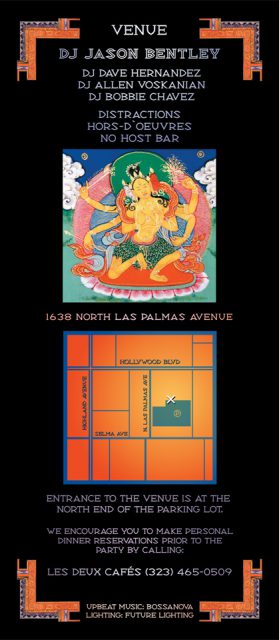 VENUE
DJ JASON BENTLEY
DJ DAVE HERNANDEZ
DJ ALLEN VOSKANIAN
DJ BOBBIE CHAVEZ
DISTRACTIONS
HORS-D'OEUVRES
NO HOST BAR
1638 NORTH LAS PALMAS AVENUE
HOLLYWOOD BLVD
HIGHLAND AVENUE
N. LAS PALMAS AVE
P
SELMA AVE
ENTRANCE TO THE VENUE IS AT THE
NORTH END OF THE PARKING LOT.
WE ENCOURAGE YOU TO MAKE PERSONAL
DINNER RESERVATIONS PRIOR TO THE
PARTY BY CALLING:
LES DEUX CAFÉS (323) 465-0509
UPBEAT MUSIC: BOSSANOVA
LIGHTING: FUTURE LIGHTING